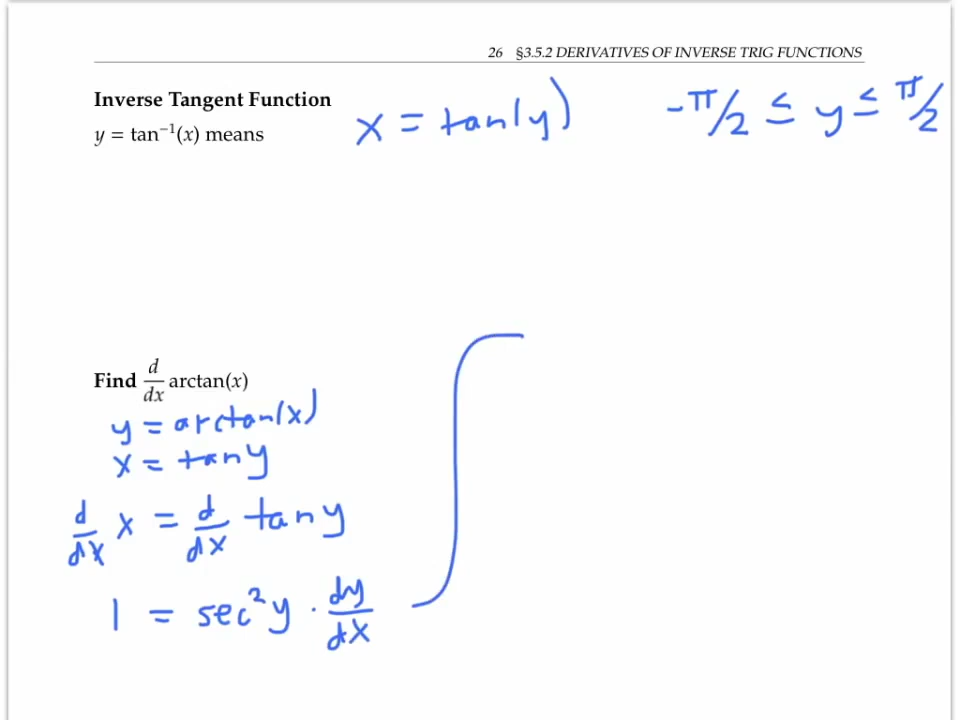 26 §3.5.2 DERIVATIVES OF INVERSE TRIG FUNCTIONS
Inverse Tangent Function
y = tan⁻¹(x) means x = tan(y) -π/2 ≤ y ≤ π/2
Find d/dx arctan(x)
y = arctan(x)
x = tan y
d/dx x = d/dx tan y
1 = sec²y · dy/dx